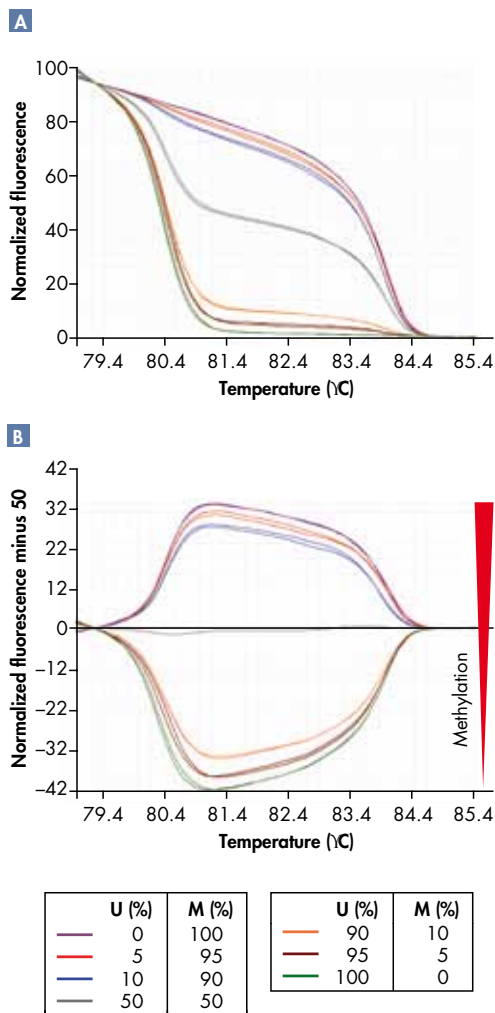 A
Normalized fluorescence
100
80
60
40
20
0
79.4 80.4 81.4 82.4 83.4 84.4 85.4
Temperature (ϒC)
B
Normalized fluorescence minus 50
42
32
22
12
0
−12
−22
−32
−42
Methylation
79.4 80.4 81.4 82.4 83.4 84.4 85.4
Temperature (ϒC)
U (%) M (%)
0 100
5 95
10 90
50 50
U (%) M (%)
90 10
95 5
100 0